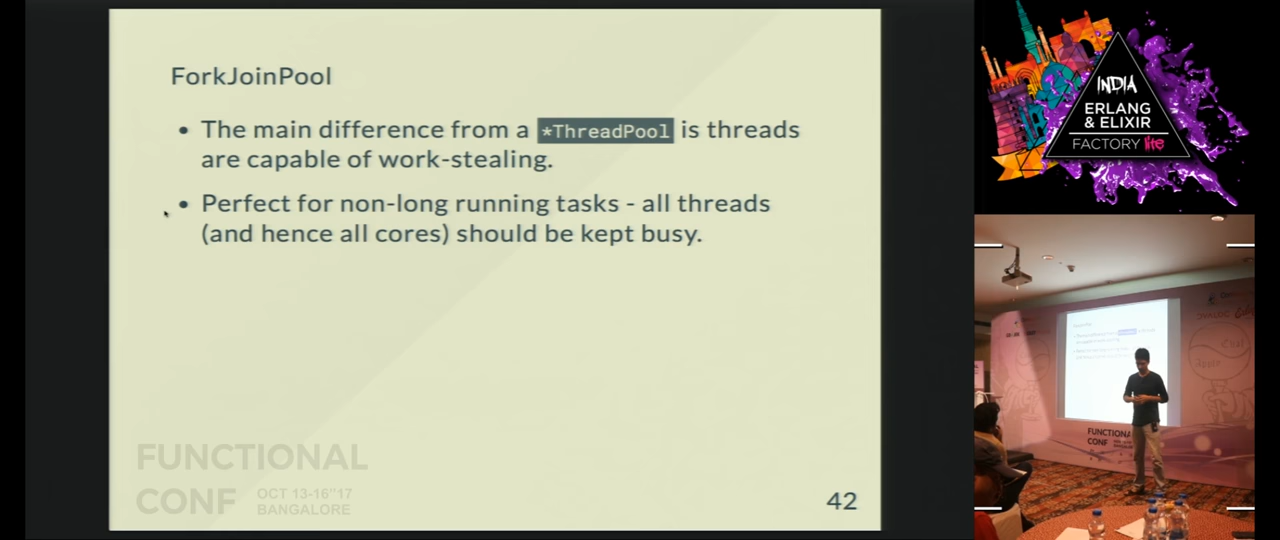 ForkJoinPool
• The main difference from a *ThreadPool is threads
are capable of work-stealing.
• Perfect for non-long running tasks - all threads
(and hence all cores) should be kept busy.
FUNCTIONAL
CONF OCT 13-16"17
BANGALORE
42
INDIA
ERLANG
& ELIXIR
FACTORY lite
FUNCTIONAL
CONF